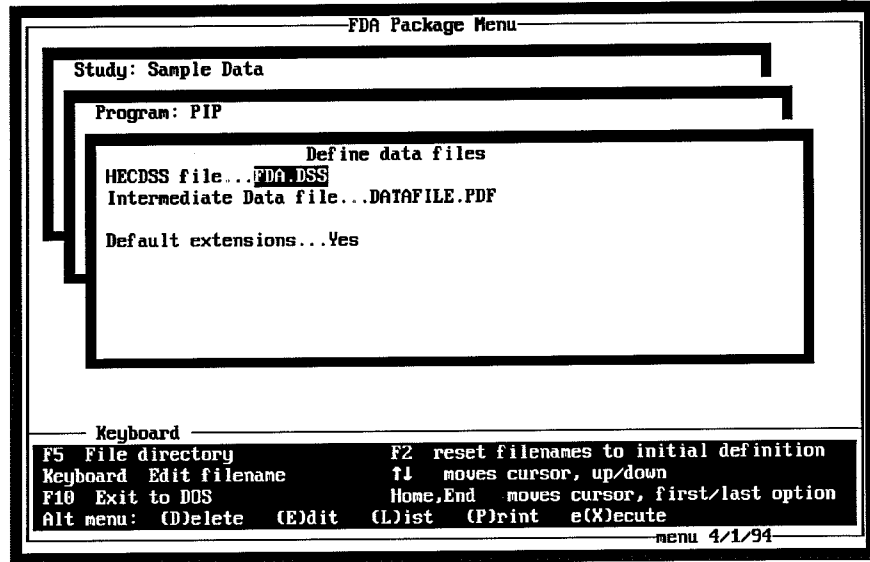 FDA Package Menu
Study: Sample Data
Program: PIP
Define data files
HECDSS file...FDA.DSS
Intermediate Data file...DATAFILE.PDF
Default extensions...Yes
Keyboard
F5 File directory F2 reset filenames to initial definition
Keyboard Edit filename ↑↓ moves cursor, up/down
F10 Exit to DOS Home,End moves cursor, first/last option
Alt menu: (D)elete (E)dit (L)ist (P)rint e(X)ecute
menu 4/1/94